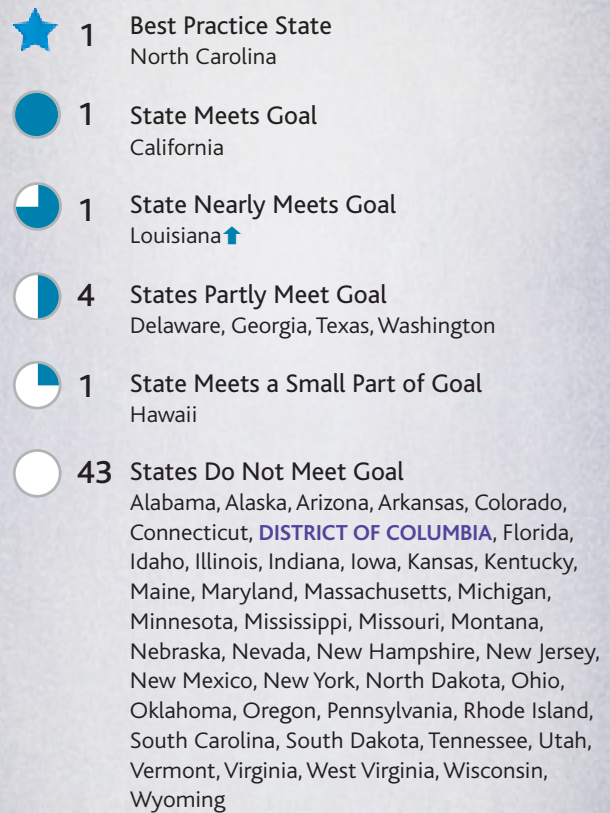 1 Best Practice State
North Carolina
1 State Meets Goal
California
1 State Nearly Meets Goal
Louisiana
4 States Partly Meet Goal
Delaware, Georgia, Texas, Washington
1 State Meets a Small Part of Goal
Hawaii
43 States Do Not Meet Goal
Alabama, Alaska, Arizona, Arkansas, Colorado,
Connecticut, DISTRICT OF COLUMBIA, Florida,
Idaho, Illinois, Indiana, Iowa, Kansas, Kentucky,
Maine, Maryland, Massachusetts, Michigan,
Minnesota, Mississippi, Missouri, Montana,
Nebraska, Nevada, New Hampshire, New Jersey,
New Mexico, New York, North Dakota, Ohio,
Oklahoma, Oregon, Pennsylvania, Rhode Island,
South Carolina, South Dakota, Tennessee, Utah,
Vermont, Virginia, West Virginia, Wisconsin,
Wyoming